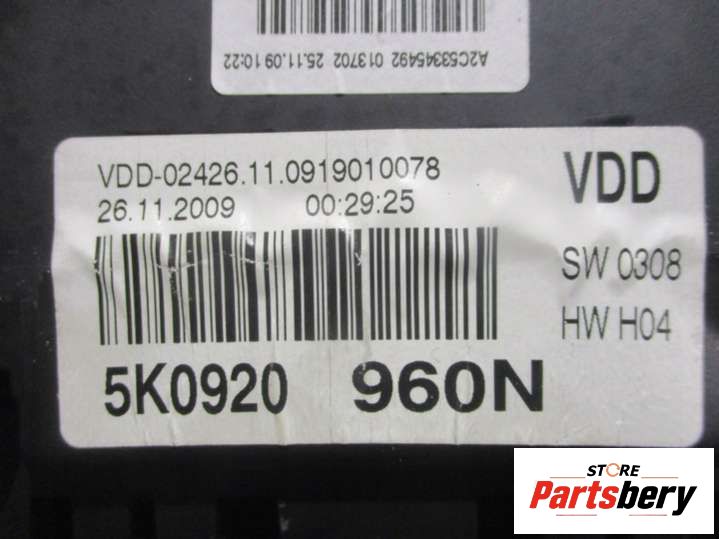 A2C53345492 013702 25.11.09 10:22
VDD-02426.11.0919010078
26.11.2009 00:29:25
VDD
SW 0308
HW H04
5K0920 960N
STORE
Partsbery